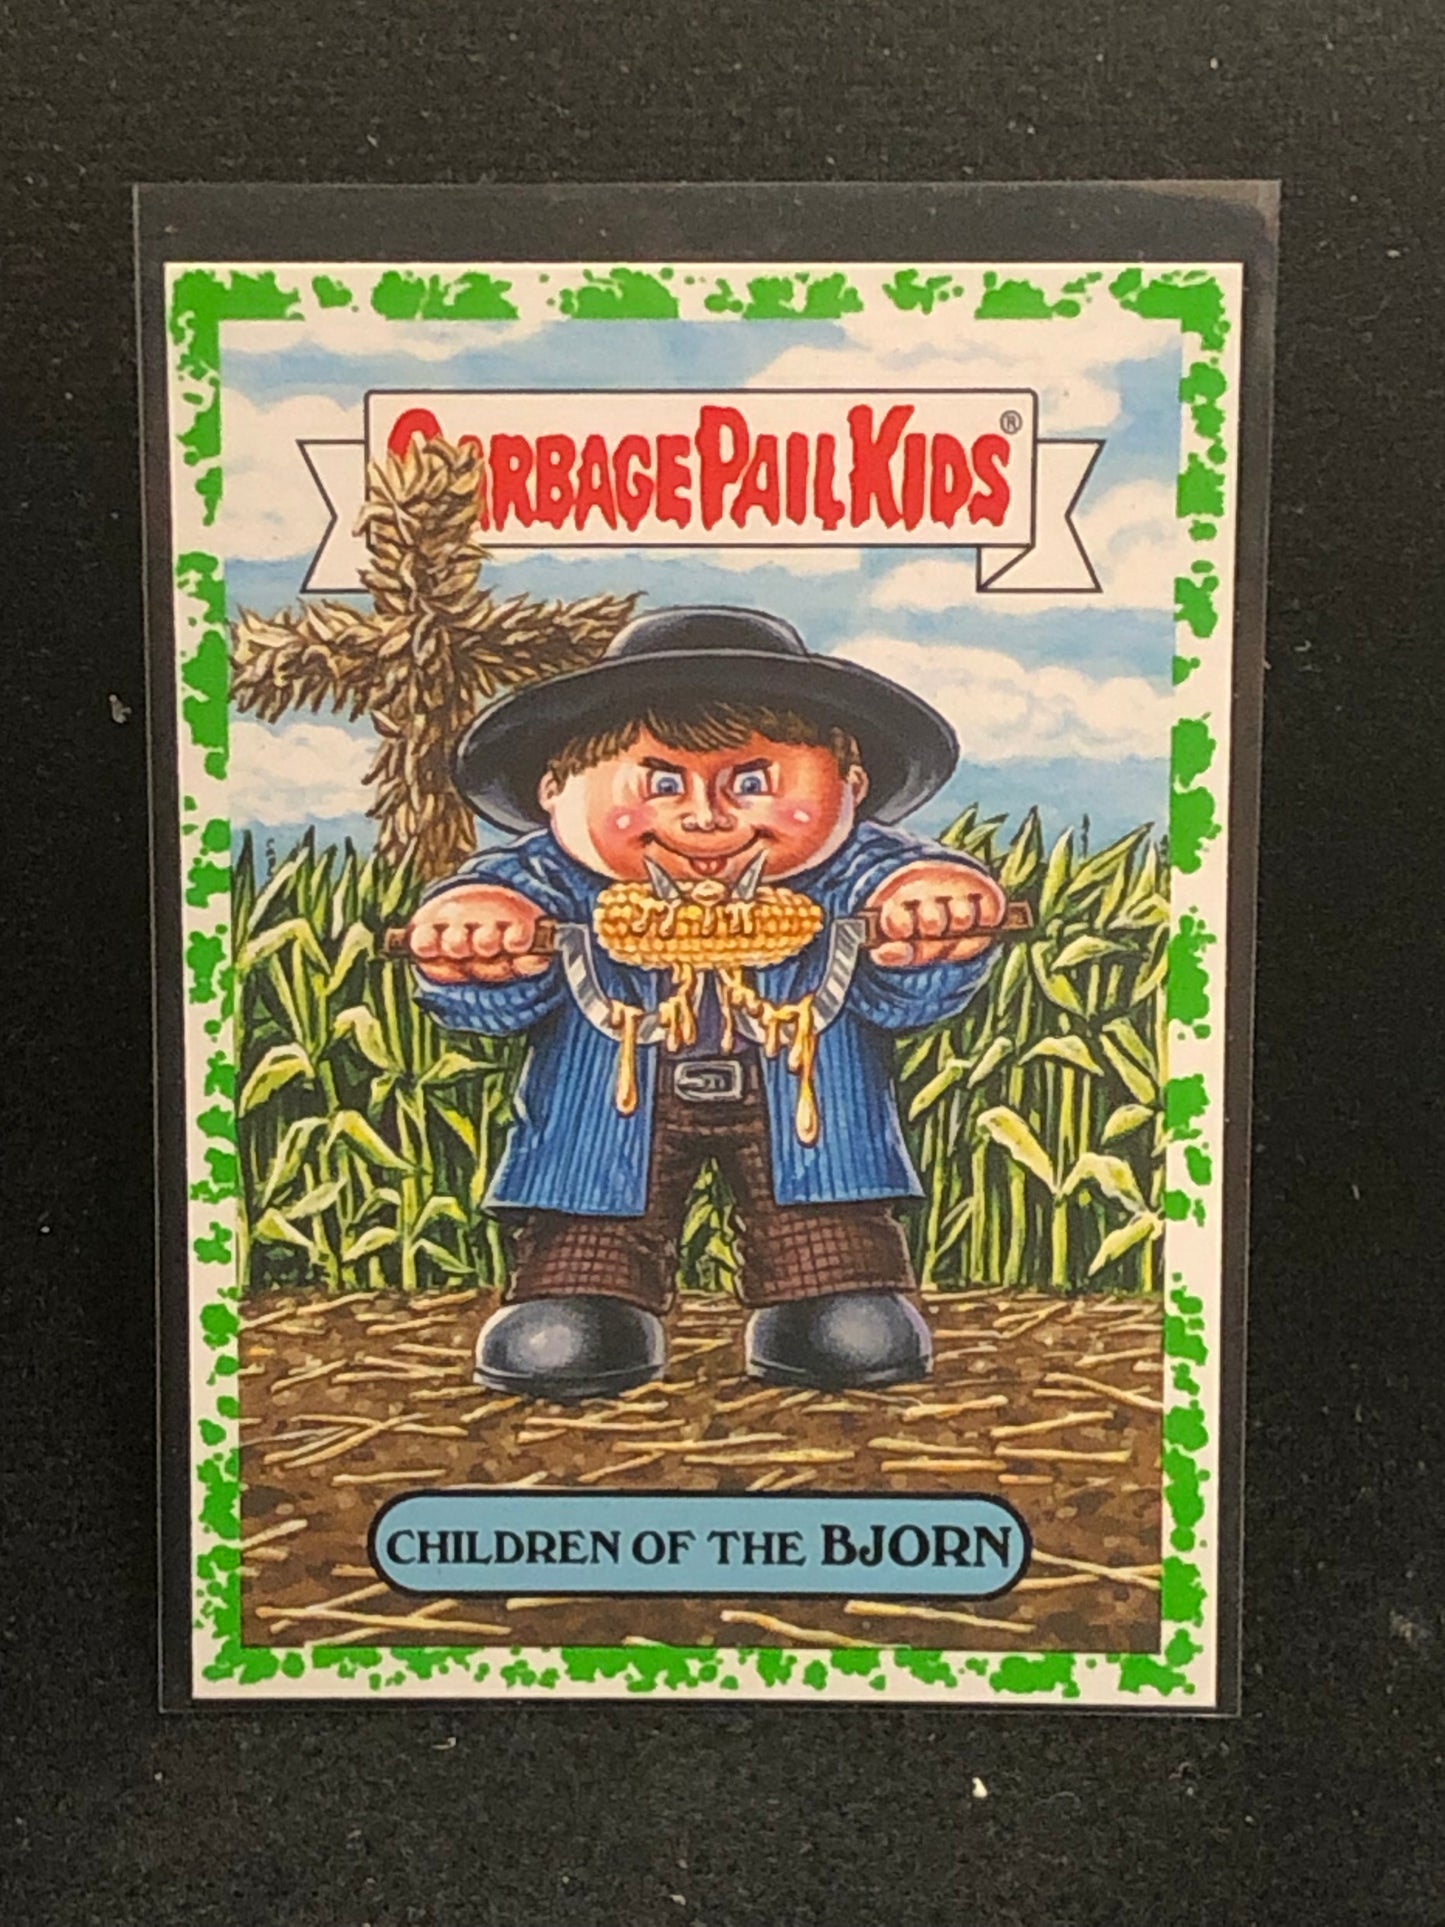 GARBAGE PAIL KIDS®
CHILDREN OF THE BJORN